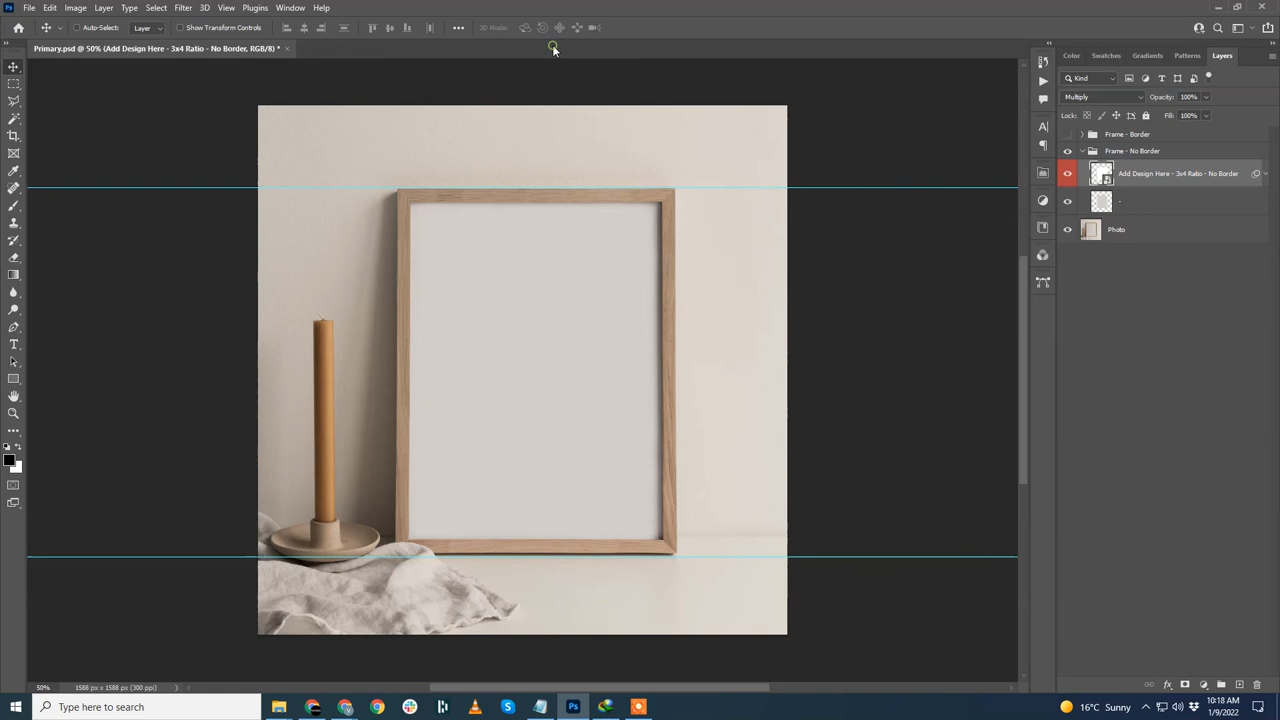 File Edit Image Layer Type Select Filter 3D View Plugins Window Help
Auto-Select: Layer Show Transform Controls 3D Mode:
Primary.psd @ 50% (Add Design Here - 3x4 Ratio - No Border, RGB/8) *
Color Swatches Gradients Patterns Layers
Kind
Multiply Opacity: 100%
Lock: Fill: 100%
Frame - Border
Frame - No Border
Add Design Here - 3x4 Ratio - No Border
-
Photo
50% 1588 px x 1588 px (300 ppi)
Type here to search
16°C Sunny
10:18 AM
1/9/2022